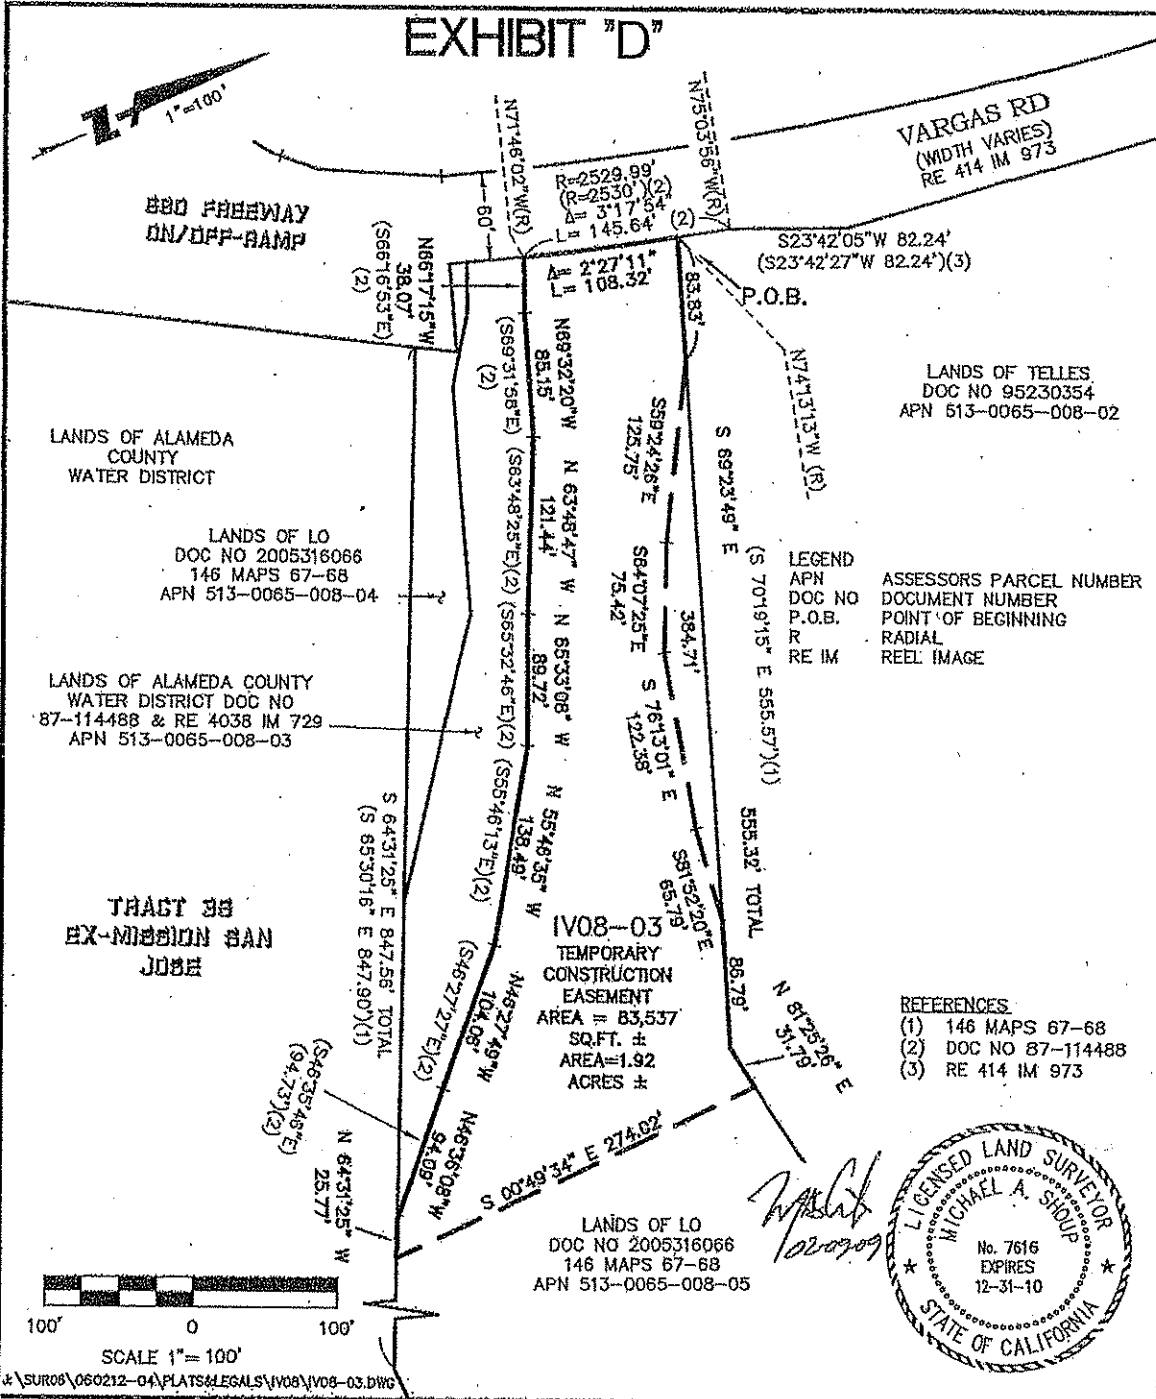 EXHIBIT "D"
1"=100'
680 FREEWAY
ON/OFF-RAMP
N71°46'02"W(R)
N75°03'56"W(R)
VARGAS RD
(WIDTH VARIES)
RE 414 IM 973
60'
R=2529.99'
(R=2530')(2)
Δ= 3°17'54"
L= 145.64'
(2)
Δ= 2°27'11"
L= 108.32'
S23°42'05"W 82.24'
(S23°42'27"W 82.24')(3)
P.O.B.
N66°17'15"W
38.07'
(S66°16'53"E)
(2)
83.83'
N74°13'13"W (R)
LANDS OF TELLES
DOC NO 95230354
APN 513-0065-008-02
N69°32'20"W
85.15'
(S69°31'58"E)
(2)
N 63°48'47" W
121.44'
(S63°48'25"E)(2)
N 65°33'08" W
89.72'
(S65°32'46"E)(2)
N 55°46'35" W
138.49'
(S55°46'13"E)(2)
N46°27'49"W
104.06'
(S46°27'27"E)(2)
N46°36'08"W
94.09'
(S46°35'46"E)
(94.73')(2)
N 64°31'25" W
25.77'
S 64°31'25" E 847.56' TOTAL
(S 65°30'16" E 847.90')(1)
S59°24'26"E
125.75'
S84°07'25"E
75.42'
S 76°13'01" E
122.38'
S81°52'20"E
65.79'
S 69°23'49" E
(S 70°19'15" E 555.57')(1)
384.71'
555.32' TOTAL
86.79'
N 81°25'26" E
31.79'
S 00°49'34" E 274.02'
LANDS OF ALAMEDA
COUNTY
WATER DISTRICT
LANDS OF LO
DOC NO 2005316066
146 MAPS 67-68
APN 513-0065-008-04
LANDS OF ALAMEDA COUNTY
WATER DISTRICT DOC NO
87-114488 & RE 4038 IM 729
APN 513-0065-008-03
LEGEND
APN ASSESSORS PARCEL NUMBER
DOC NO DOCUMENT NUMBER
P.O.B. POINT OF BEGINNING
R RADIAL
RE IM REEL IMAGE
TRACT 38
EX-MISSION SAN
JOSE
IV08-03
TEMPORARY
CONSTRUCTION
EASEMENT
AREA = 83,537
SQ.FT. ±
AREA=1.92
ACRES ±
REFERENCES
(1) 146 MAPS 67-68
(2) DOC NO 87-114488
(3) RE 414 IM 973
LANDS OF LO
DOC NO 2005316066
146 MAPS 67-68
APN 513-0065-008-05
LICENSED LAND SURVEYOR
MICHAEL A. SHOUP
No. 7616
EXPIRES
12-31-10
STATE OF CALIFORNIA
100' 0 100'
SCALE 1"= 100'
\SUR06\060212-04\PLATS&LEGALS\IV08\IV08-03.DWG